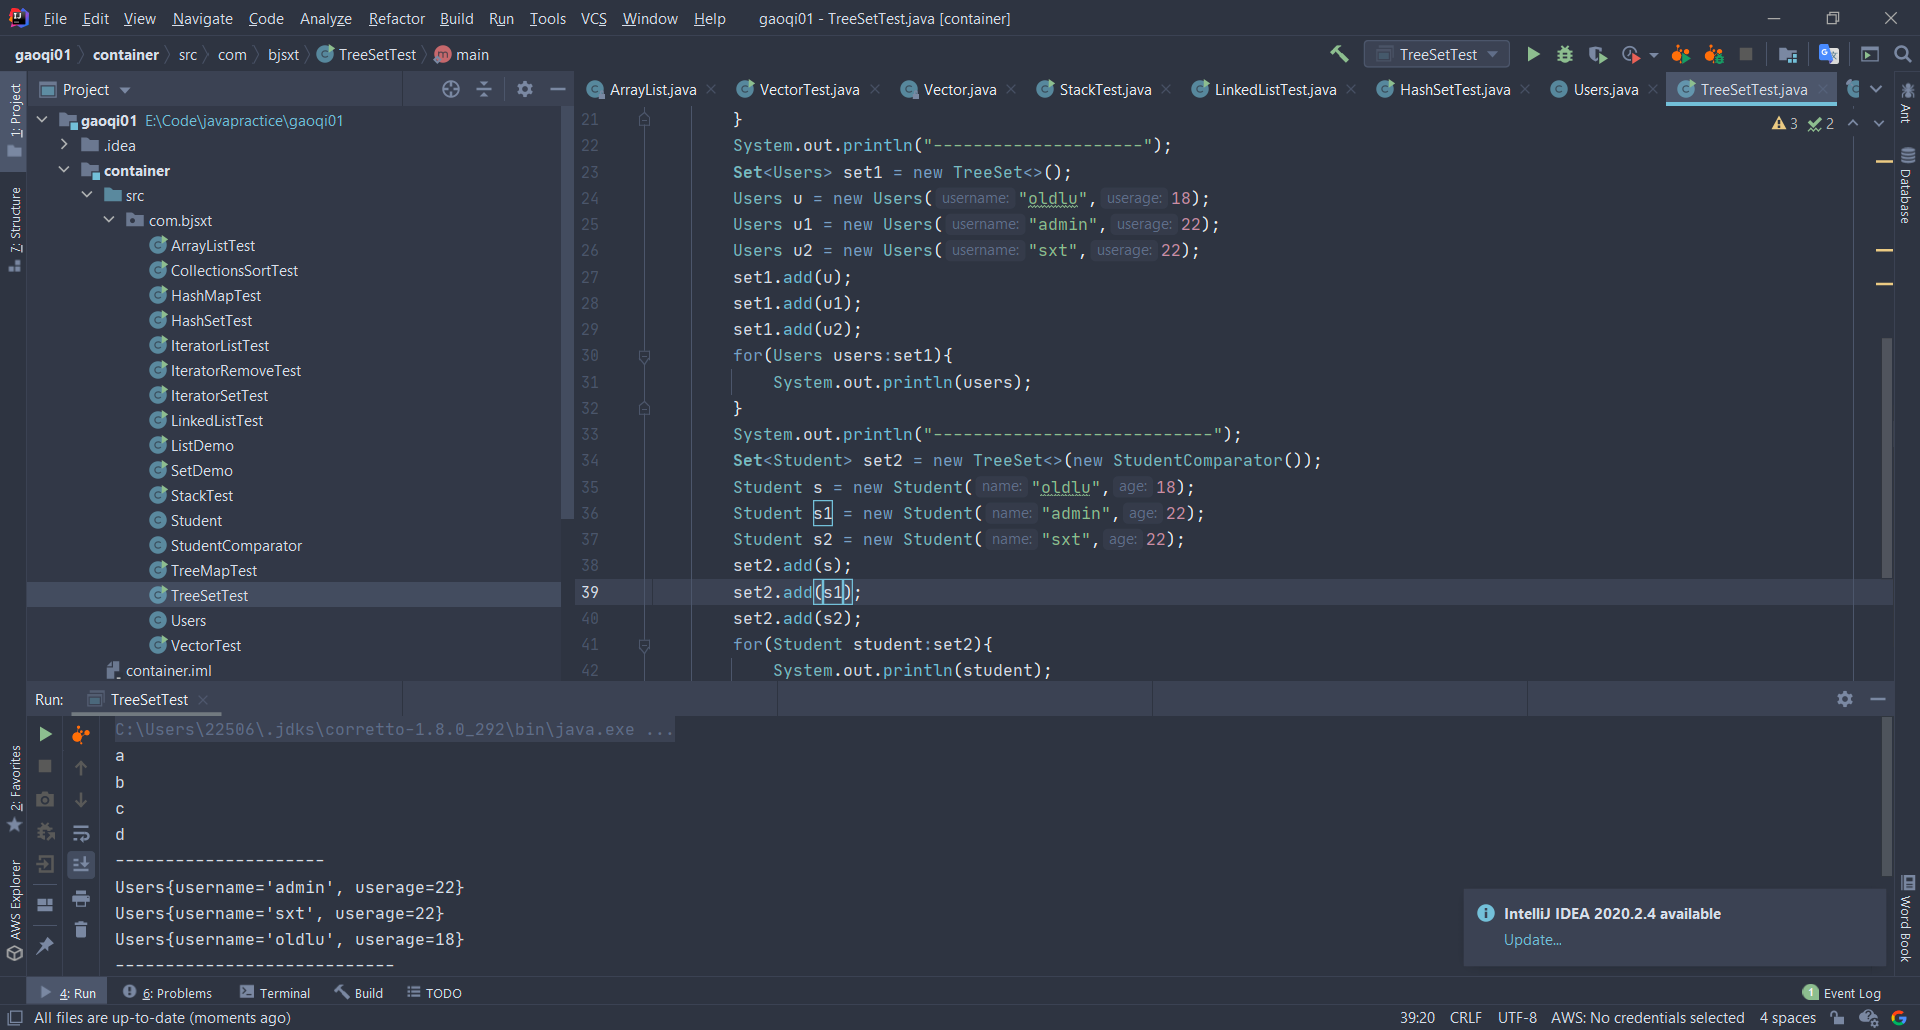 File Edit View Navigate Code Analyze Refactor Build Run Tools VCS Window Help gaoqi01 - TreeSetTest.java [container]
gaoqi01 container src com bjsxt TreeSetTest main
TreeSetTest
Project
ArrayList.java VectorTest.java Vector.java StackTest.java LinkedListTest.java HashSetTest.java Users.java TreeSetTest.java
1: Project
7: Structure
2: Favorites
AWS Explorer
gaoqi01 E:\Code\javapractice\gaoqi01
.idea
container
src
com.bjsxt
ArrayListTest
CollectionsSortTest
HashMapTest
HashSetTest
IteratorListTest
IteratorRemoveTest
IteratorSetTest
LinkedListTest
ListDemo
SetDemo
StackTest
Student
StudentComparator
TreeMapTest
TreeSetTest
Users
VectorTest
container.iml
3 2
21 }
22 System.out.println("---------------------");
23 Set<Users> set1 = new TreeSet<>();
24 Users u = new Users( username: "oldlu", userage: 18);
25 Users u1 = new Users( username: "admin", userage: 22);
26 Users u2 = new Users( username: "sxt", userage: 22);
27 set1.add(u);
28 set1.add(u1);
29 set1.add(u2);
30 for(Users users:set1){
31 System.out.println(users);
32 }
33 System.out.println("----------------------------");
34 Set<Student> set2 = new TreeSet<>(new StudentComparator());
35 Student s = new Student( name: "oldlu", age: 18);
36 Student s1 = new Student( name: "admin", age: 22);
37 Student s2 = new Student( name: "sxt", age: 22);
38 set2.add(s);
39 set2.add(s1);
40 set2.add(s2);
41 for(Student student:set2){
42 System.out.println(student);
Ant
Database
Word Book
Run: TreeSetTest
C:\Users\22506\.jdks\corretto-1.8.0_292\bin\java.exe ...
a
b
c
d
---------------------
Users{username='admin', userage=22}
Users{username='sxt', userage=22}
Users{username='oldlu', userage=18}
----------------------------
IntelliJ IDEA 2020.2.4 available
Update...
4: Run 6: Problems Terminal Build TODO 1 Event Log
All files are up-to-date (moments ago) 39:20 CRLF UTF-8 AWS: No credentials selected 4 spaces